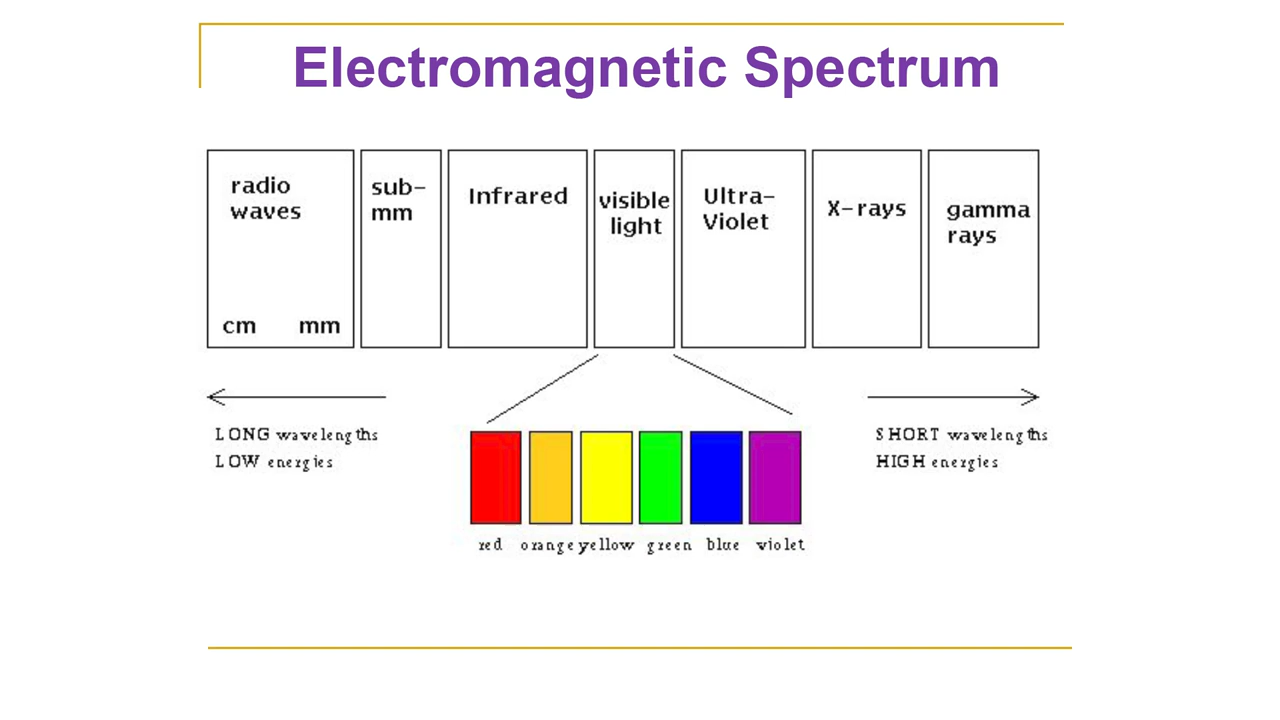 Electromagnetic Spectrum
radio
waves
cm mm
sub-
mm
Infrared
visible
light
Ultra-
Violet
X-rays
gamma
rays
LONG wavelengths
LOW energies
SHORT wavelengths
HIGH energies
red orange yellow green blue violet